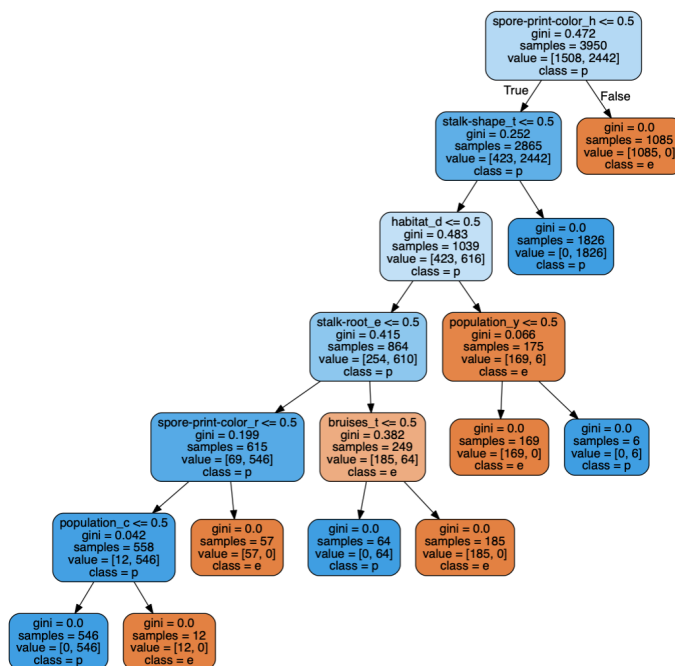 spore-print-color_h <= 0.5
gini = 0.472
samples = 3950
value = [1508, 2442]
class = p
True
False
stalk-shape_t <= 0.5
gini = 0.252
samples = 2865
value = [423, 2442]
class = p
gini = 0.0
samples = 1085
value = [1085, 0]
class = e
habitat_d <= 0.5
gini = 0.483
samples = 1039
value = [423, 616]
class = p
gini = 0.0
samples = 1826
value = [0, 1826]
class = p
stalk-root_e <= 0.5
gini = 0.415
samples = 864
value = [254, 610]
class = p
population_y <= 0.5
gini = 0.066
samples = 175
value = [169, 6]
class = e
spore-print-color_r <= 0.5
gini = 0.199
samples = 615
value = [69, 546]
class = p
bruises_t <= 0.5
gini = 0.382
samples = 249
value = [185, 64]
class = e
gini = 0.0
samples = 169
value = [169, 0]
class = e
gini = 0.0
samples = 6
value = [0, 6]
class = p
population_c <= 0.5
gini = 0.042
samples = 558
value = [12, 546]
class = p
gini = 0.0
samples = 57
value = [57, 0]
class = e
gini = 0.0
samples = 64
value = [0, 64]
class = p
gini = 0.0
samples = 185
value = [185, 0]
class = e
gini = 0.0
samples = 546
value = [0, 546]
class = p
gini = 0.0
samples = 12
value = [12, 0]
class = e